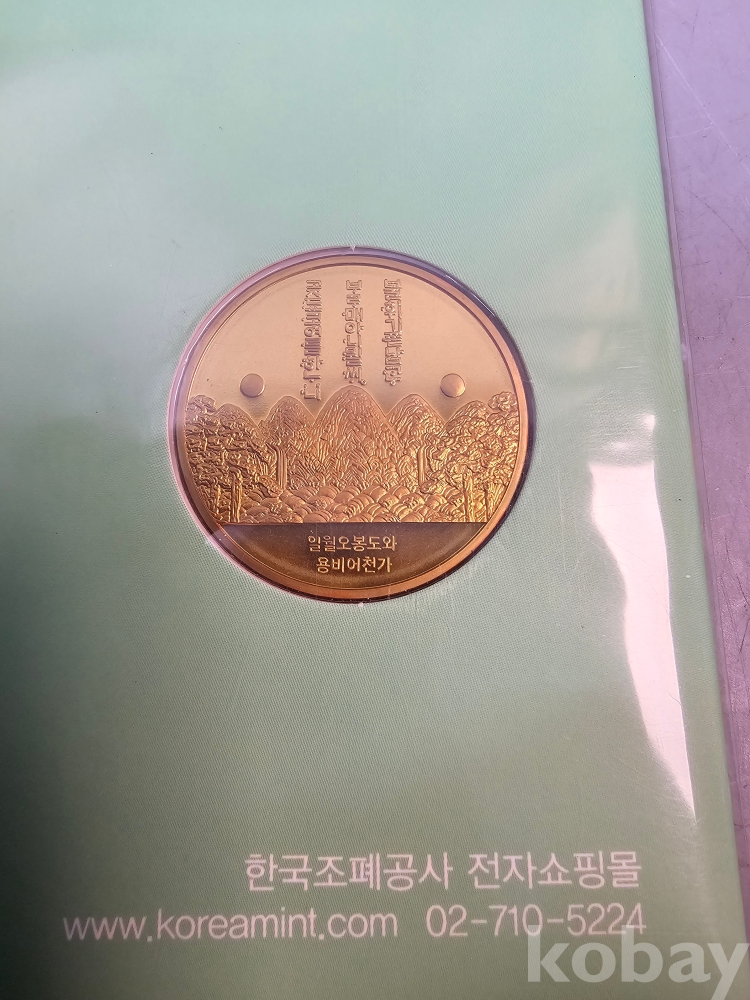 일월오봉도와
용비어천가
한국조폐공사 전자쇼핑몰
www.koreamint.com 02-710-5224
kobay